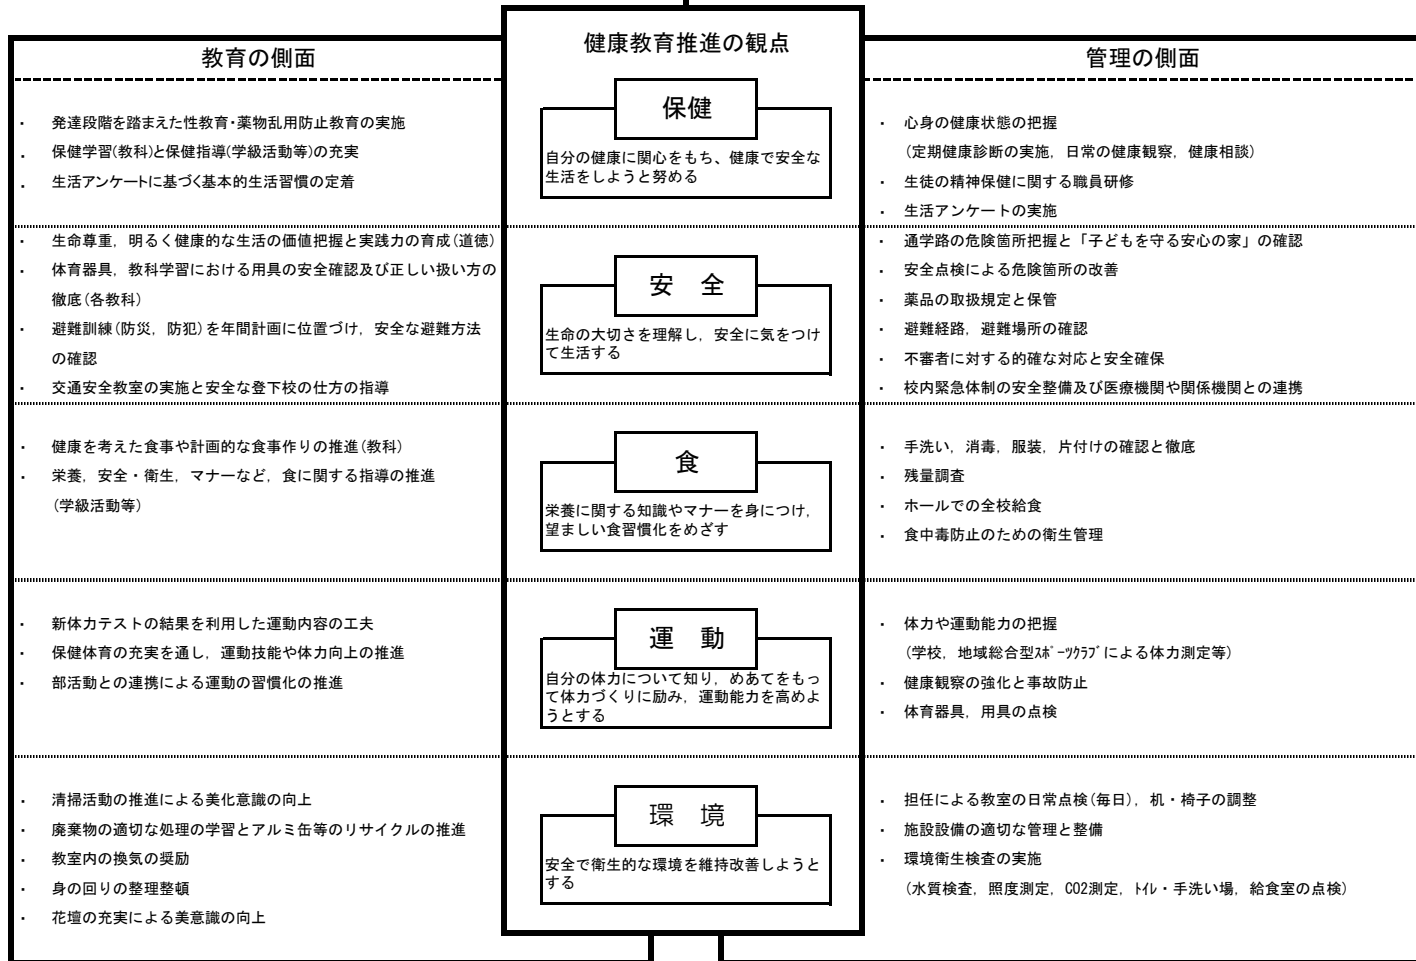 健康教育推進の観点
教育の側面
管理の側面
保健
自分の健康に関心をもち、健康で安全な
生活をしようと努める
・ 発達段階を踏まえた性教育・薬物乱用防止教育の実施
・ 保健学習(教科)と保健指導(学級活動等)の充実
・ 生活アンケートに基づく基本的生活習慣の定着
・ 心身の健康状態の把握
(定期健康診断の実施，日常の健康観察，健康相談)
・ 生徒の精神保健に関する職員研修
・ 生活アンケートの実施
・ 生命尊重，明るく健康的な生活の価値把握と実践力の育成(道徳)
・ 体育器具，教科学習における用具の安全確認及び正しい扱い方の
徹底(各教科)
・ 避難訓練(防災，防犯)を年間計画に位置づけ，安全な避難方法
の確認
・ 交通安全教室の実施と安全な登下校の仕方の指導
安　全
生命の大切さを理解し，安全に気をつけ
て生活する
・ 通学路の危険箇所把握と「子どもを守る安心の家」の確認
・ 安全点検による危険箇所の改善
・ 薬品の取扱規定と保管
・ 避難経路，避難場所の確認
・ 不審者に対する的確な対応と安全確保
・ 校内緊急体制の安全整備及び医療機関や関係機関との連携
・ 健康を考えた食事や計画的な食事作りの推進(教科)
・ 栄養，安全・衛生，マナーなど，食に関する指導の推進
(学級活動等)
食
栄養に関する知識やマナーを身につけ，
望ましい食習慣化をめざす
・ 手洗い，消毒，服装，片付けの確認と徹底
・ 残量調査
・ ホールでの全校給食
・ 食中毒防止のための衛生管理
・ 新体力テストの結果を利用した運動内容の工夫
・ 保健体育の充実を通し，運動技能や体力向上の推進
・ 部活動との連携による運動の習慣化の推進
運　動
自分の体力について知り，めあてをもっ
て体力づくりに励み，運動能力を高めよ
うとする
・ 体力や運動能力の把握
(学校，地域総合型ｽﾎﾟｰﾂｸﾗﾌﾞによる体力測定等)
・ 健康観察の強化と事故防止
・ 体育器具，用具の点検
・ 清掃活動の推進による美化意識の向上
・ 廃棄物の適切な処理の学習とアルミ缶等のリサイクルの推進
・ 教室内の換気の奨励
・ 身の回りの整理整頓
・ 花壇の充実による美意識の向上
環　境
安全で衛生的な環境を維持改善しようと
する
・ 担任による教室の日常点検(毎日)，机・椅子の調整
・ 施設設備の適切な管理と整備
・ 環境衛生検査の実施
(水質検査，照度測定，CO2測定，ﾄｲﾚ・手洗い場，給食室の点検)